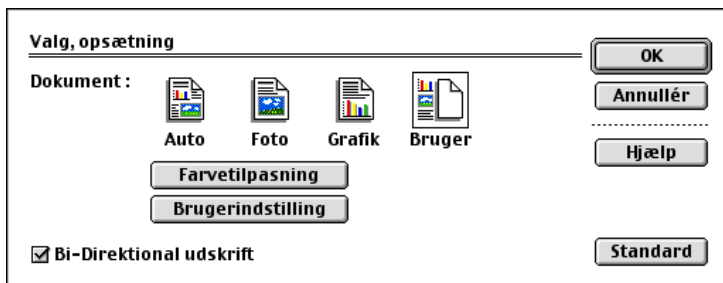 Valg, opsætning
OK
Dokument :
Annullér
Auto Foto Grafik Bruger
Hjælp
Farvetilpasning
Brugerindstilling
Bi-Direktional udskrift
Standard